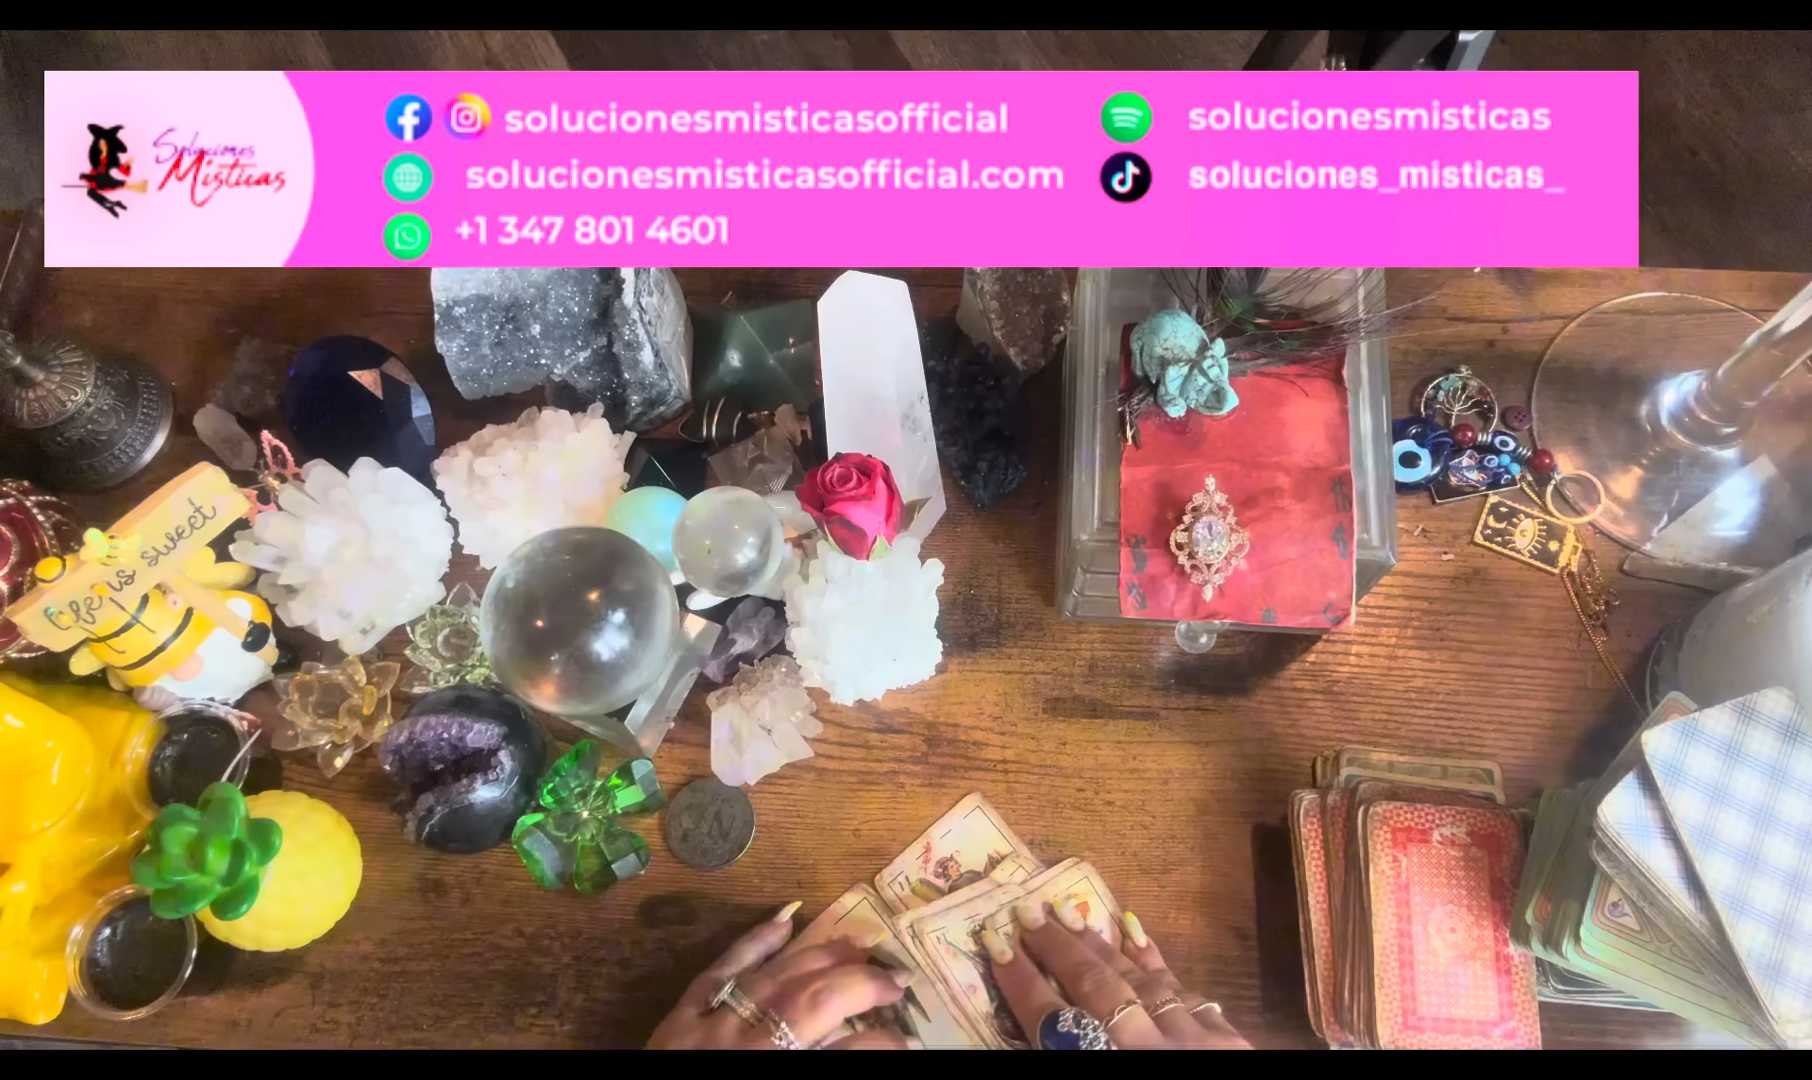 Soluciones
Misticas
solucionesmisticasofficial
solucionesmisticasofficial.com
+1 347 801 4601
solucionesmisticas
soluciones_misticas_
Life is sweet